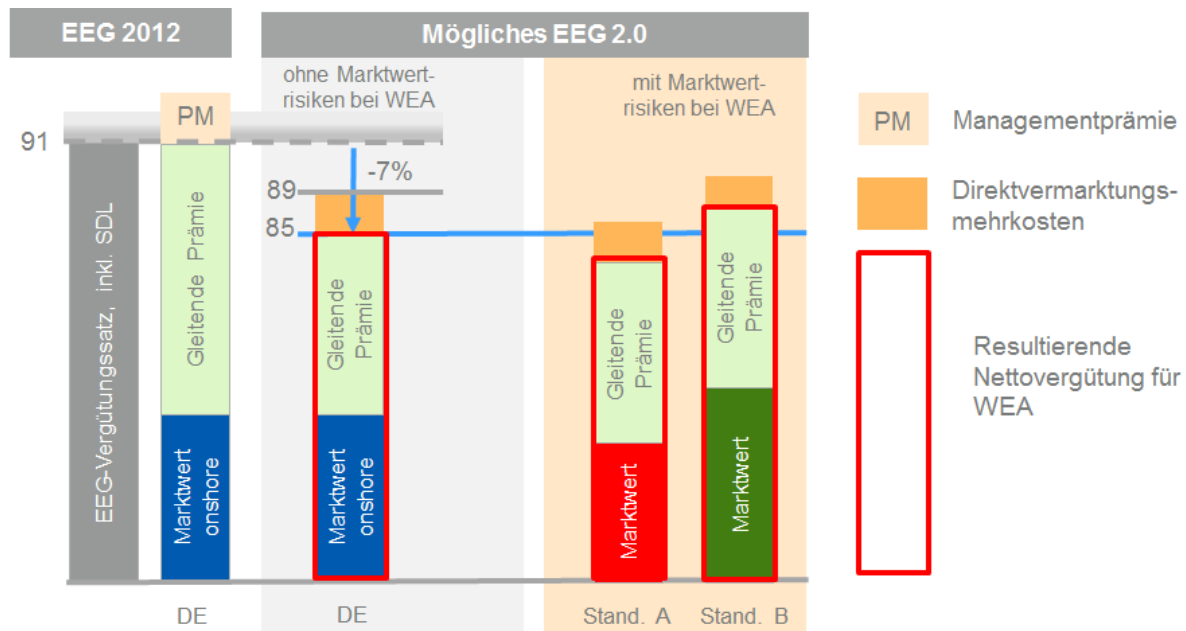 EEG 2012
Mögliches EEG 2.0
ohne Marktwert-
risiken bei WEA
mit Marktwert-
risiken bei WEA
PM
PM
Managementprämie
91
-7%
89
85
Direktvermarktungs-
mehrkosten
EEG-Vergütungssatz, inkl. SDL
Gleitende Prämie
Marktwert
onshore
Gleitende
Prämie
Marktwert
onshore
Gleitende
Prämie
Marktwert
Gleitende
Prämie
Marktwert
Resultierende
Nettovergütung für
WEA
DE
DE
Stand. A
Stand. B